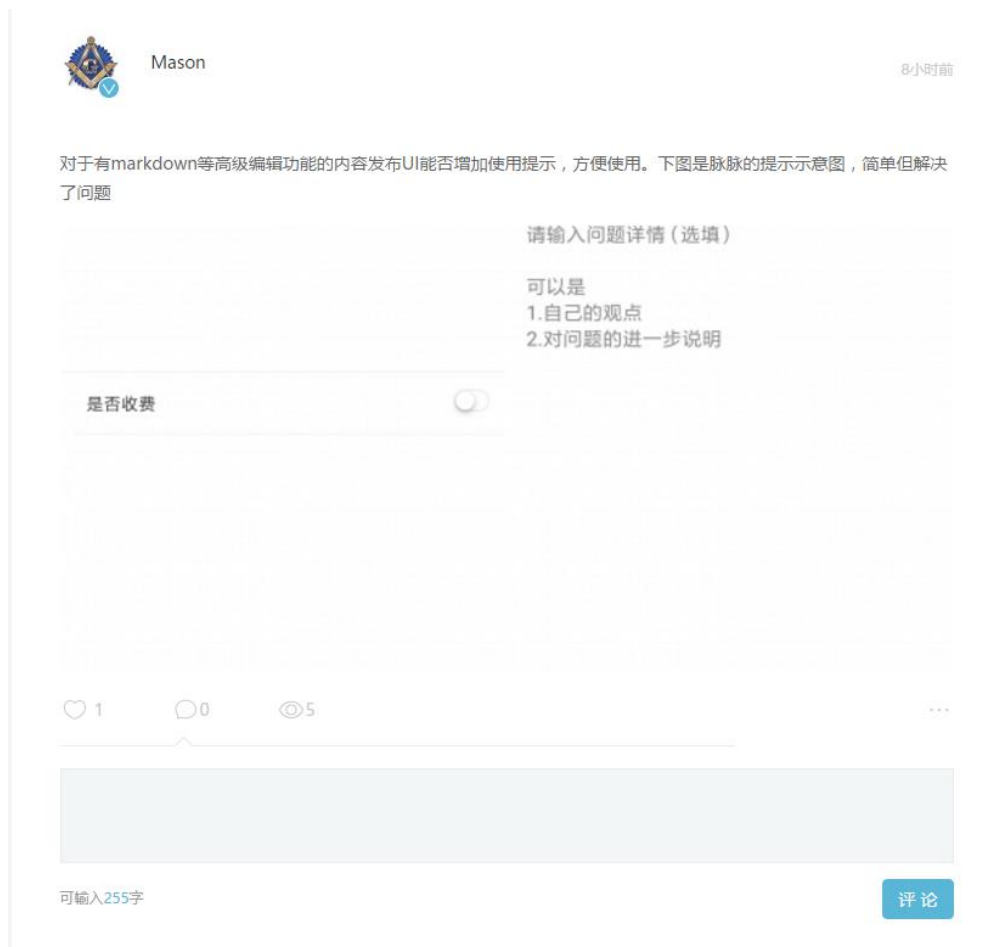 Mason
8小时前
对于有markdown等高级编辑功能的内容发布UI能否增加使用提示，方便使用。下图是脉脉的提示示意图，简单但解决
了问题
请输入问题详情（选填）
可以是
1.自己的观点
2.对问题的进一步说明
是否收费
1
0
5
可输入255字
评论